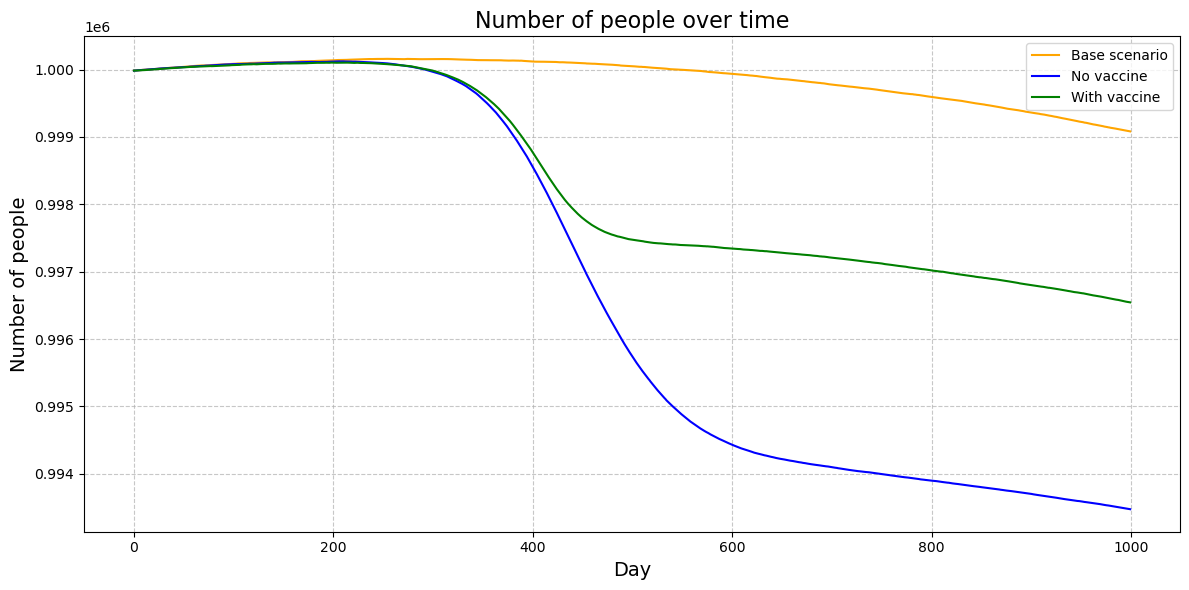 Number of people over time
1e6
Base scenario
No vaccine
With vaccine
1.000
0.999
0.998
0.997
0.996
0.995
0.994
Number of people
0 200 400 600 800 1000
Day